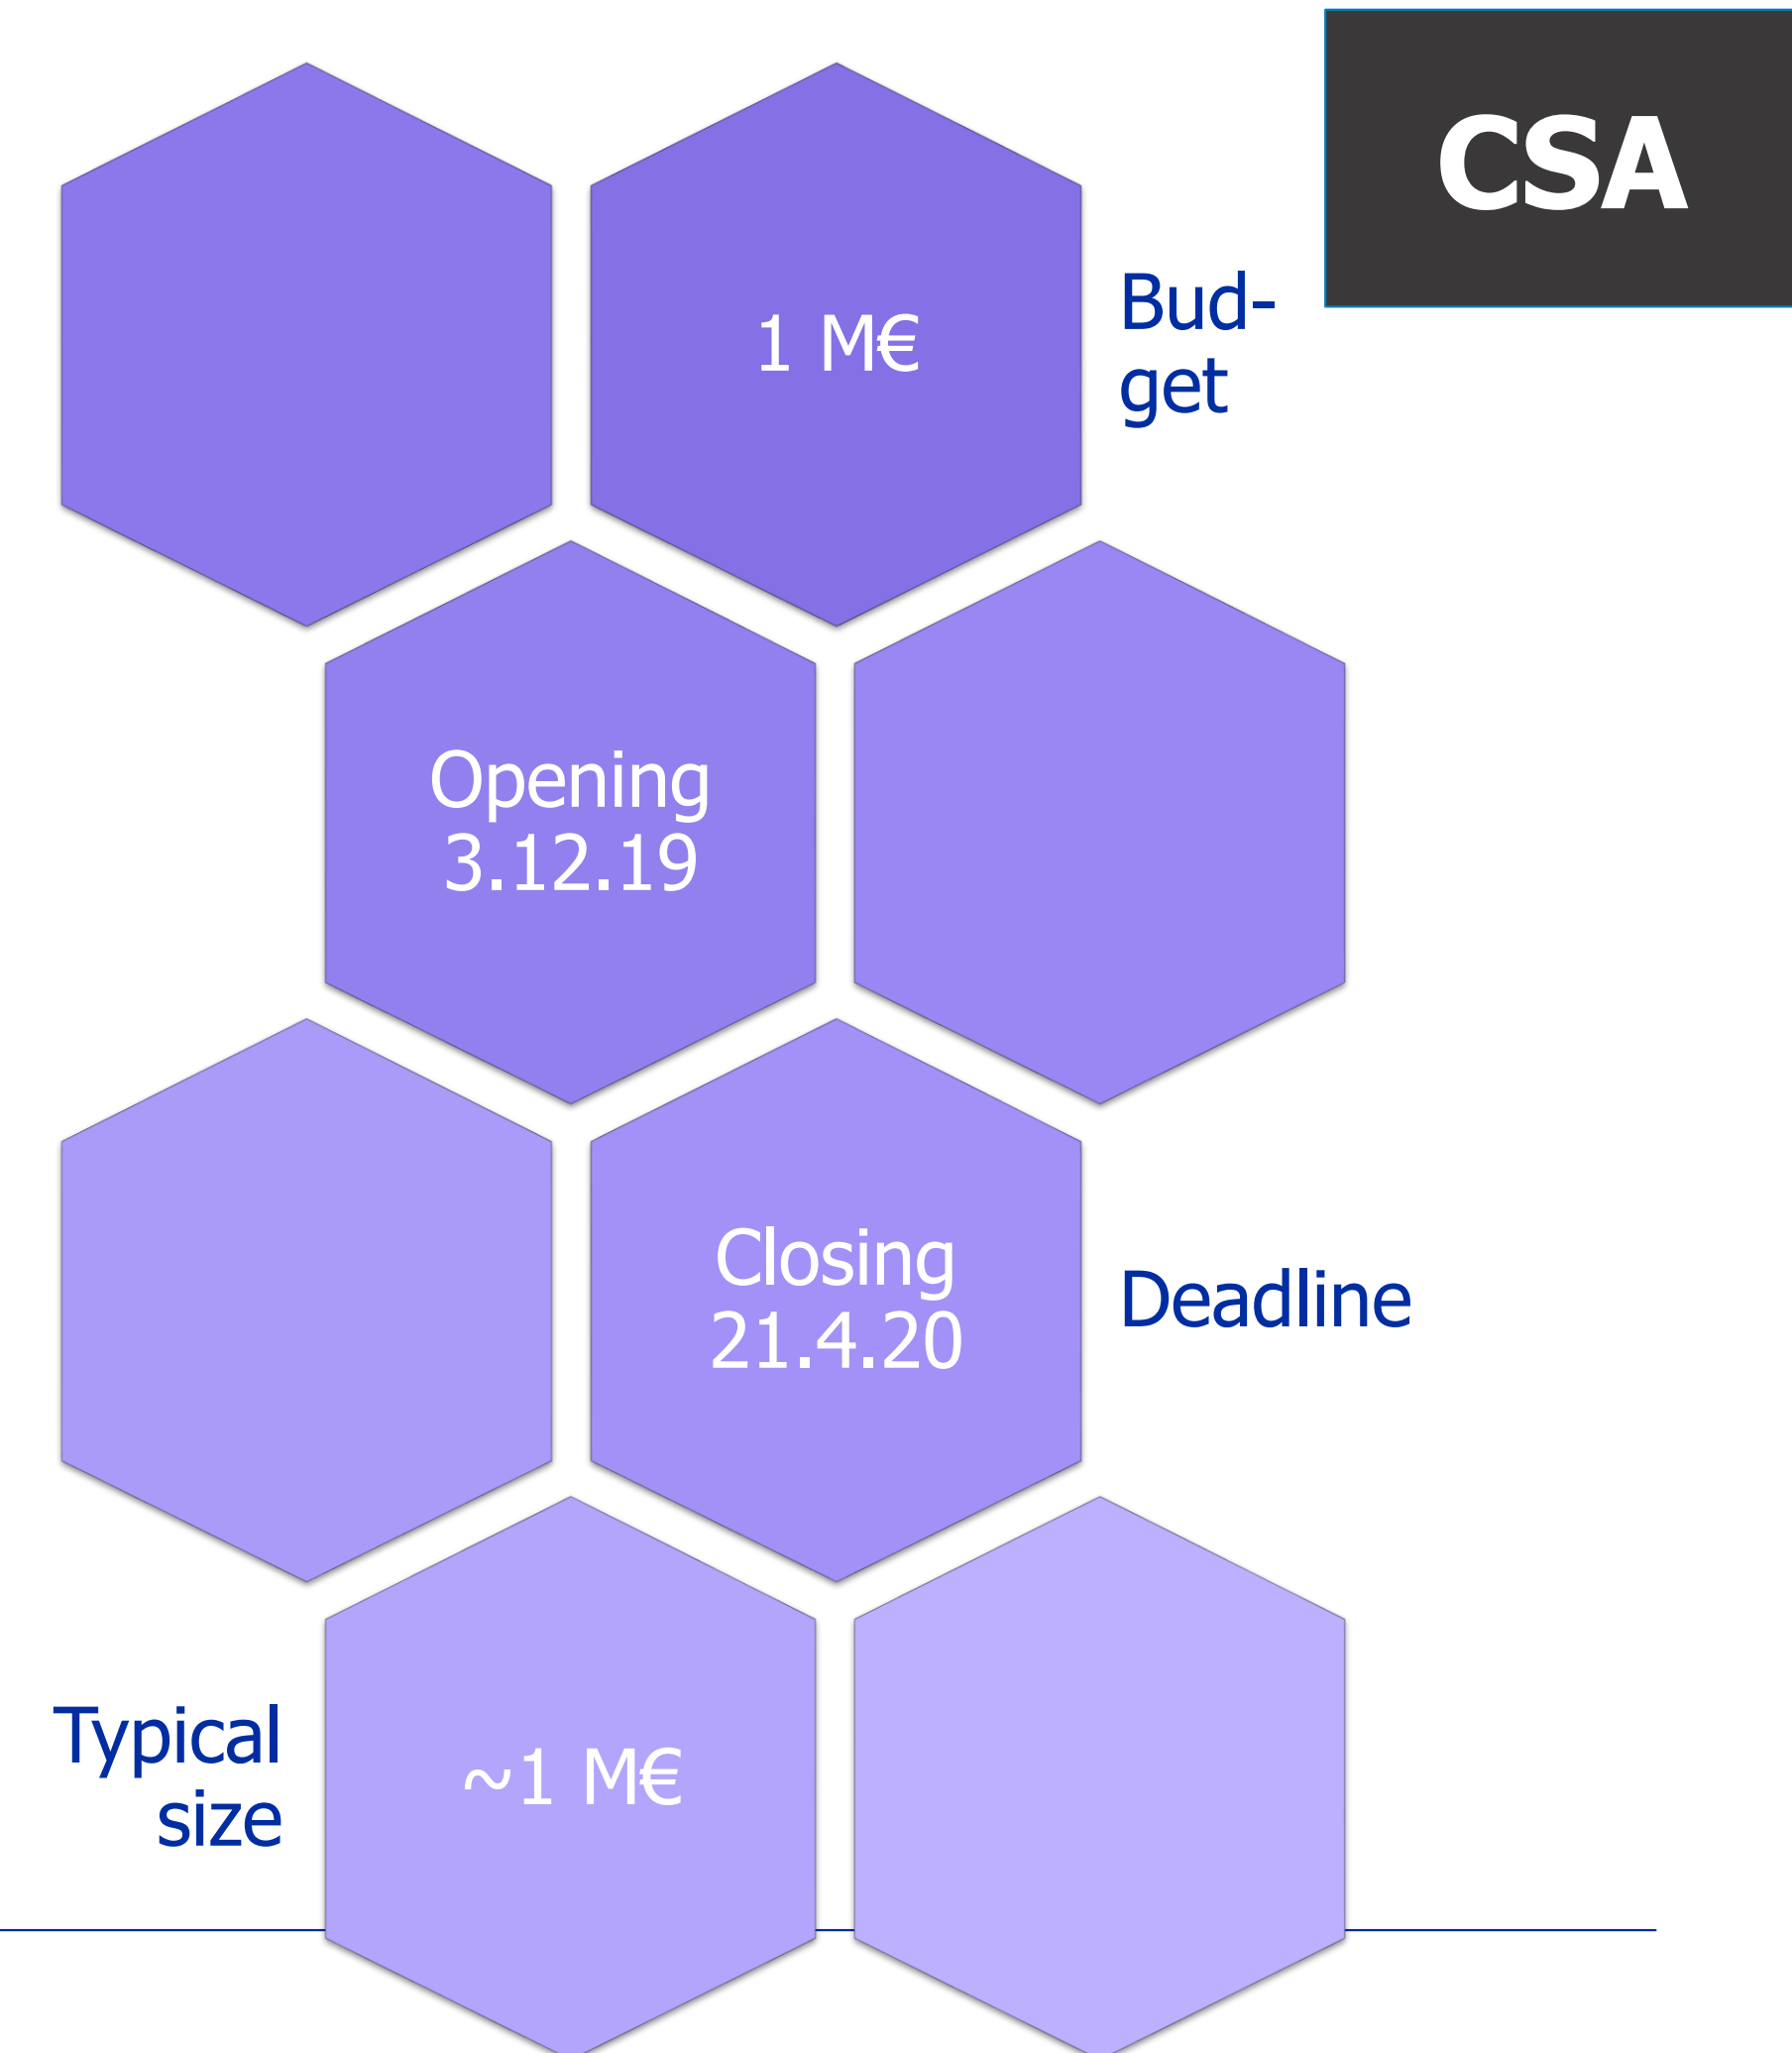 CSA
1 M€
Bud-
get
Opening
3.12.19
Closing
21.4.20
Deadline
Typical
size
~1 M€